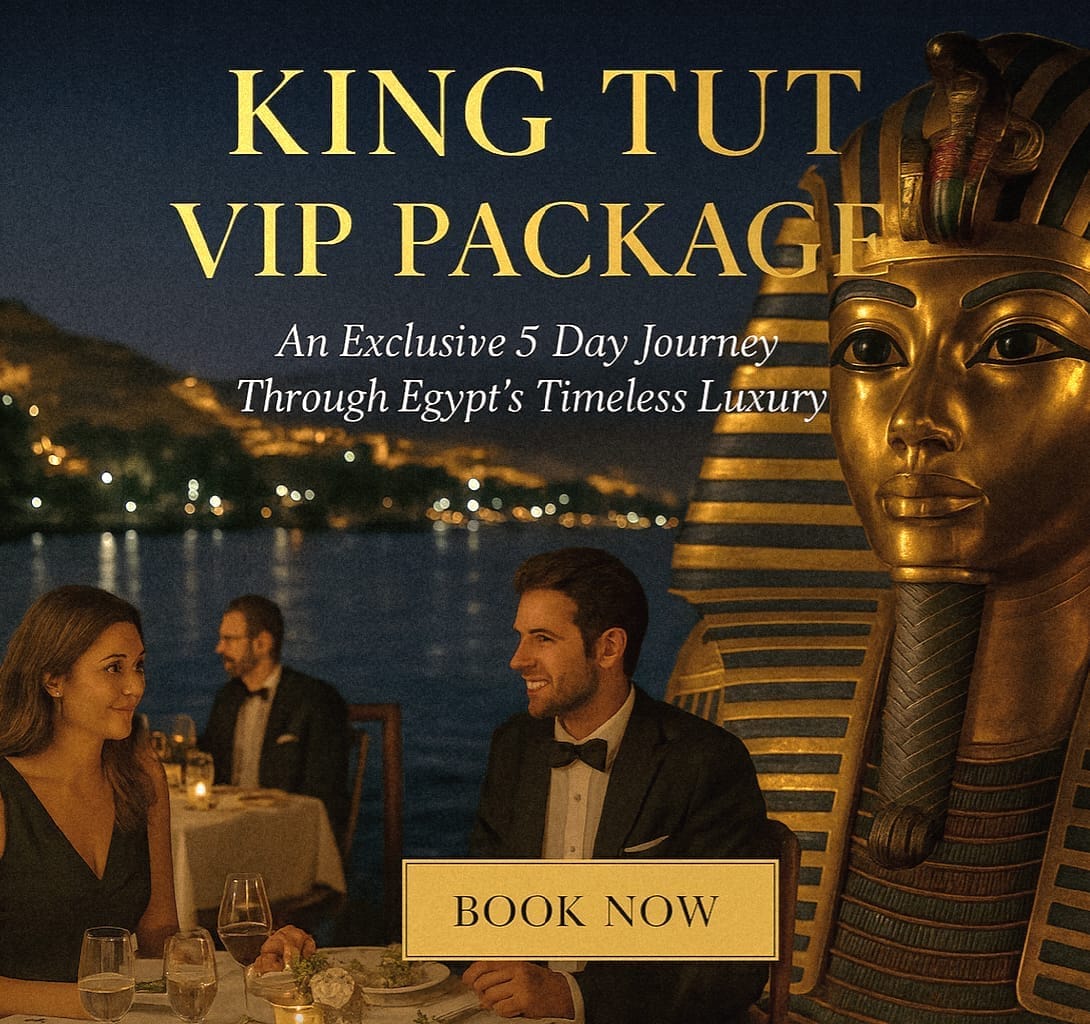 KING TUT
VIP PACKAGE
An Exclusive 5 Day Journey
Through Egypt's Timeless Luxury
BOOK NOW